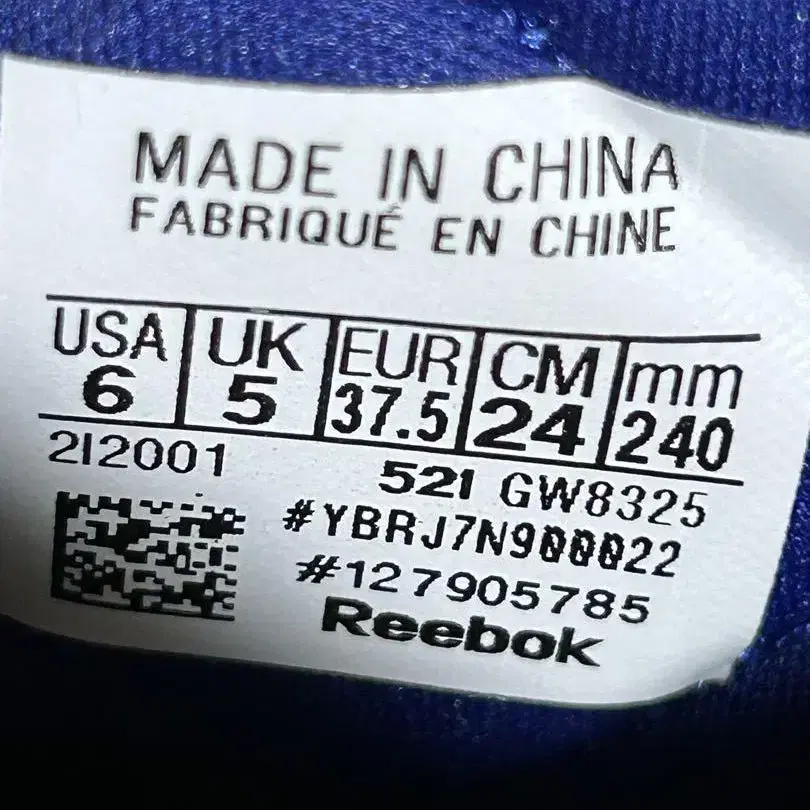 MADE IN CHINA
FABRIQUÉ EN CHINE
USA UK EUR CM mm
6 5 37.5 24 240
2I2001 52I GW8325
#YBRJ7N900022
#127905785
Reebok